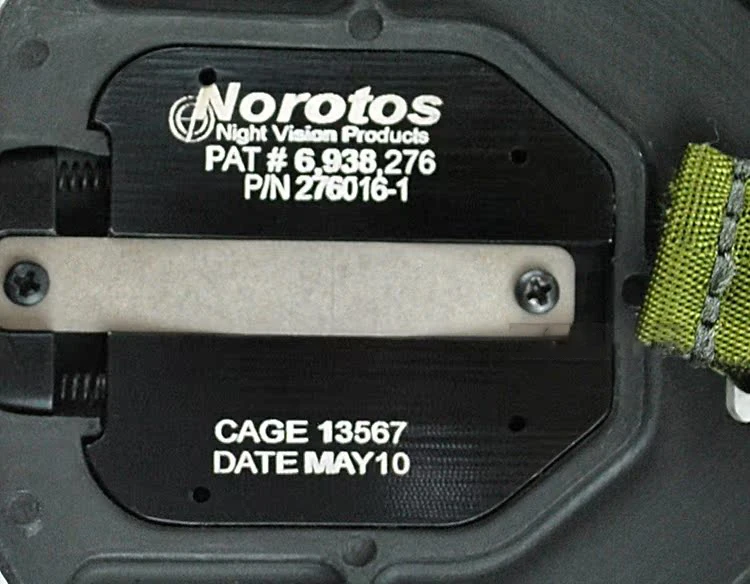 Norotos
Night Vision Products
PAT # 6,938,276
P/N 276016-1
CAGE 13567
DATE MAY10